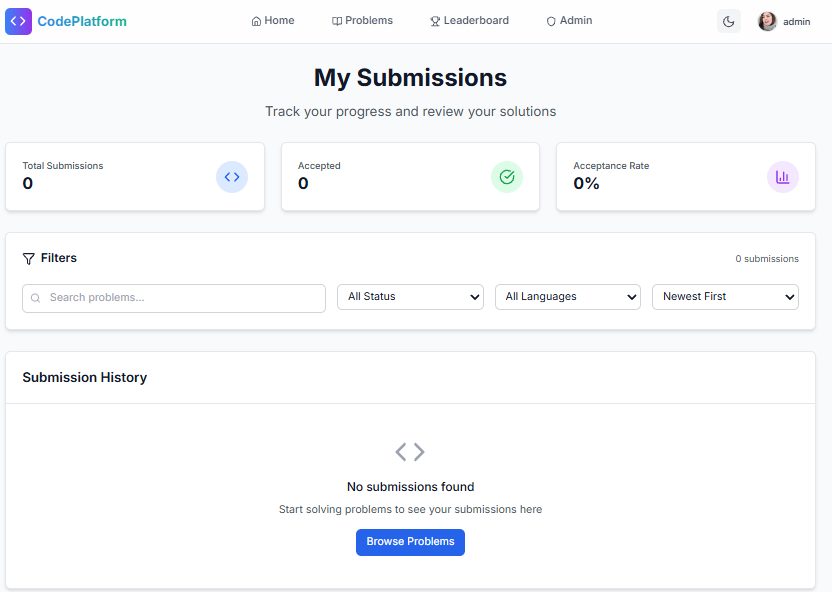 CodePlatform
Home Problems Leaderboard Admin admin
My Submissions
Track your progress and review your solutions
Total Submissions
0
Accepted
0
Acceptance Rate
0%
Filters
0 submissions
Search problems...
All Status
All Languages
Newest First
Submission History
No submissions found
Start solving problems to see your submissions here
Browse Problems